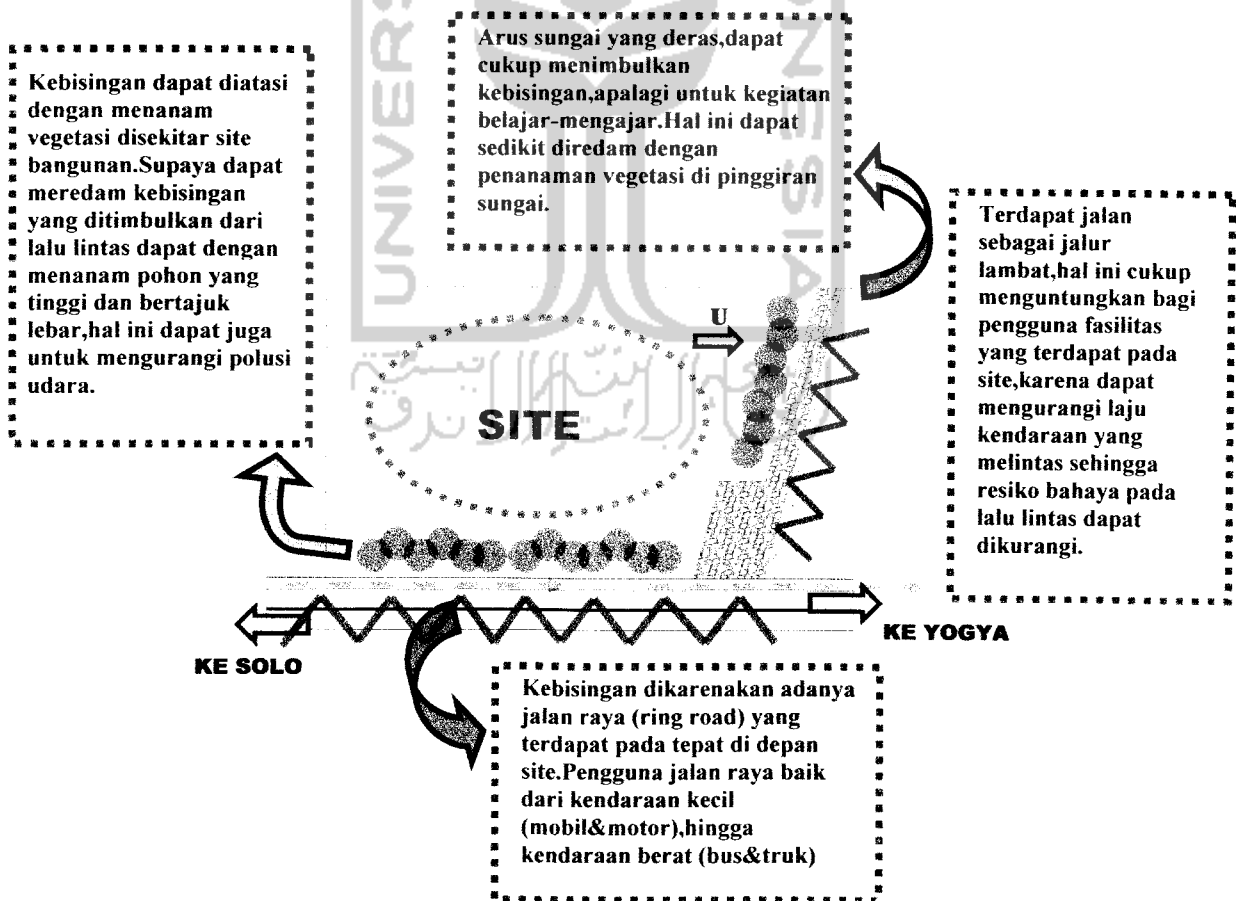 Kebisingan dapat diatasi
dengan menanam
vegetasi disekitar site
bangunan.Supaya dapat
meredam kebisingan
yang ditimbulkan dari
lalu lintas dapat dengan
menanam pohon yang
tinggi dan bertajuk
lebar,hal ini dapat juga
untuk mengurangi polusi
udara.
Arus sungai yang deras,dapat
cukup menimbulkan
kebisingan,apalagi untuk kegiatan
belajar-mengajar.Hal ini dapat
sedikit diredam dengan
penanaman vegetasi di pinggiran
sungai.
Terdapat jalan
sebagai jalur
lambat,hal ini cukup
menguntungkan bagi
pengguna fasilitas
yang terdapat pada
site,karena dapat
mengurangi laju
kendaraan yang
melintas sehingga
resiko bahaya pada
lalu lintas dapat
dikurangi.
U
SITE
KE SOLO
KE YOGYA
Kebisingan dikarenakan adanya
jalan raya (ring road) yang
terdapat pada tepat di depan
site.Pengguna jalan raya baik
dari kendaraan kecil
(mobil&motor),hingga
kendaraan berat (bus&truk)